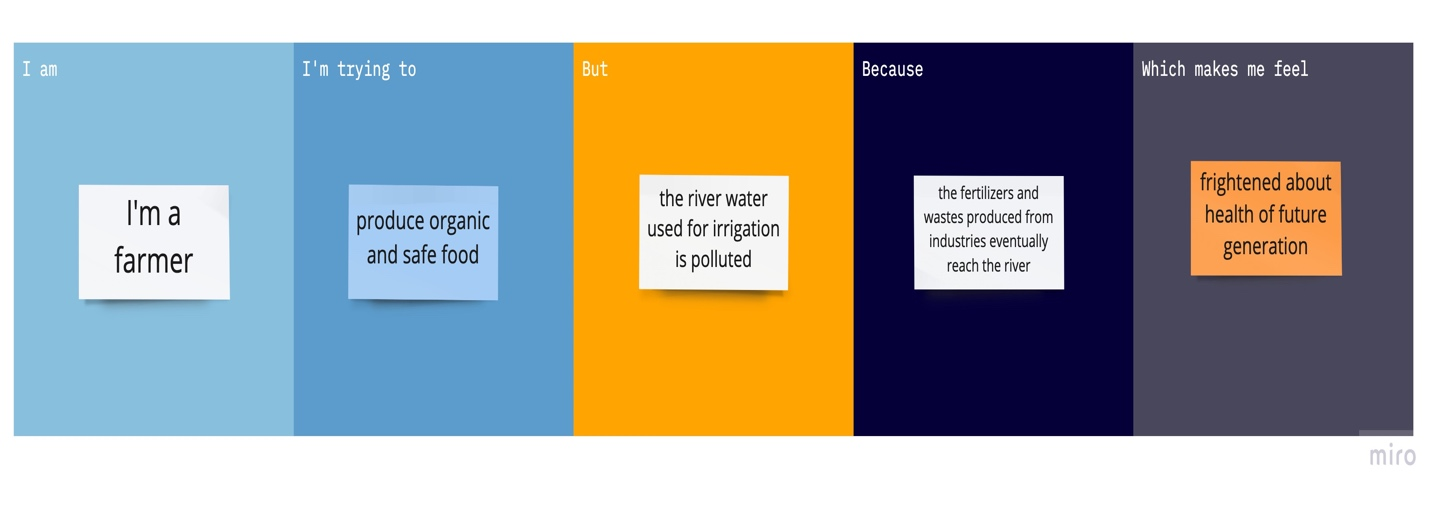 I am
I'm a
farmer
I'm trying to
produce organic
and safe food
But
the river water
used for irrigation
is polluted
Because
the fertilizers and
wastes produced from
industries eventually
reach the river
Which makes me feel
frightened about
health of future
generation
miro